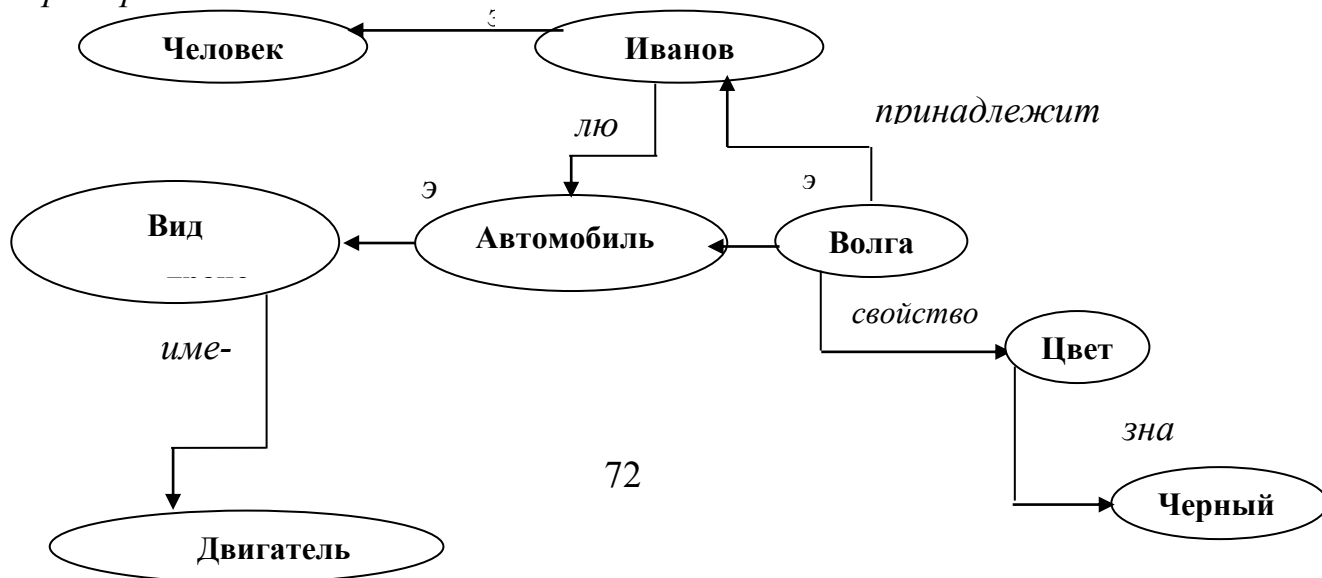 Человек
Иванов
лю
принадлежит
э
э
Вид
Автомобиль
Волга
свойство
име-
Цвет
зна
72
Черный
Двигатель